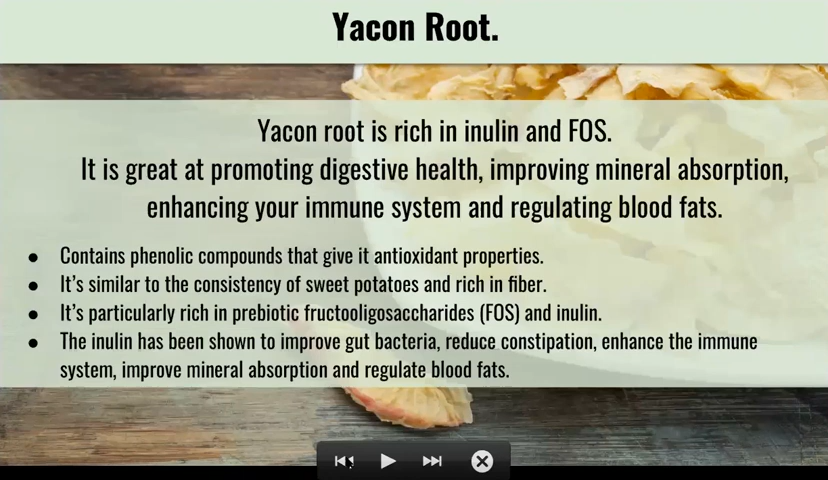 Yacon Root.
Yacon root is rich in inulin and FOS.
It is great at promoting digestive health, improving mineral absorption,
enhancing your immune system and regulating blood fats.
● Contains phenolic compounds that give it antioxidant properties.
● It's similar to the consistency of sweet potatoes and rich in fiber.
● It's particularly rich in prebiotic fructooligosaccharides (FOS) and inulin.
● The inulin has been shown to improve gut bacteria, reduce constipation, enhance the immune
system, improve mineral absorption and regulate blood fats.